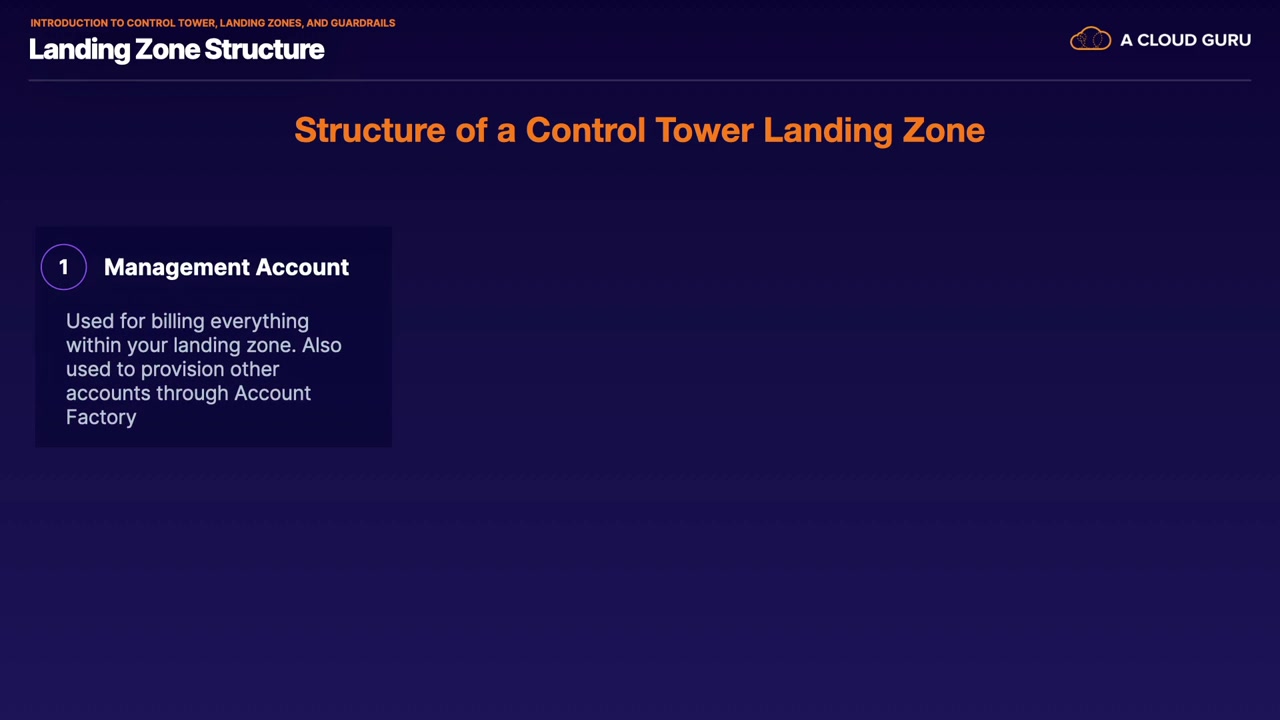 INTRODUCTION TO CONTROL TOWER, LANDING ZONES, AND GUARDRAILS
Landing Zone Structure
A CLOUD GURU
Structure of a Control Tower Landing Zone
1
Management Account
Used for billing everything
within your landing zone. Also
used to provision other
accounts through Account
Factory